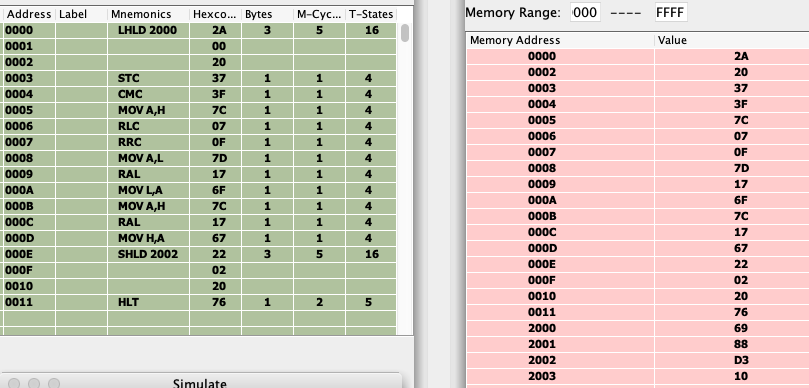 Address Label Mnemonics Hexco... Bytes M-Cyc... T-States
0000 LHLD 2000 2A 3 5 16
0001 00
0002 20
0003 STC 37 1 1 4
0004 CMC 3F 1 1 4
0005 MOV A,H 7C 1 1 4
0006 RLC 07 1 1 4
0007 RRC 0F 1 1 4
0008 MOV A,L 7D 1 1 4
0009 RAL 17 1 1 4
000A MOV L,A 6F 1 1 4
000B MOV A,H 7C 1 1 4
000C RAL 17 1 1 4
000D MOV H,A 67 1 1 4
000E SHLD 2002 22 3 5 16
000F 02
0010 20
0011 HLT 76 1 2 5
Simulate
Memory Range: 000 ---- FFFF
Memory Address Value
0000 2A
0002 20
0003 37
0004 3F
0005 7C
0006 07
0007 0F
0008 7D
0009 17
000A 6F
000B 7C
000C 17
000D 67
000E 22
000F 02
0010 20
0011 76
2000 69
2001 88
2002 D3
2003 10